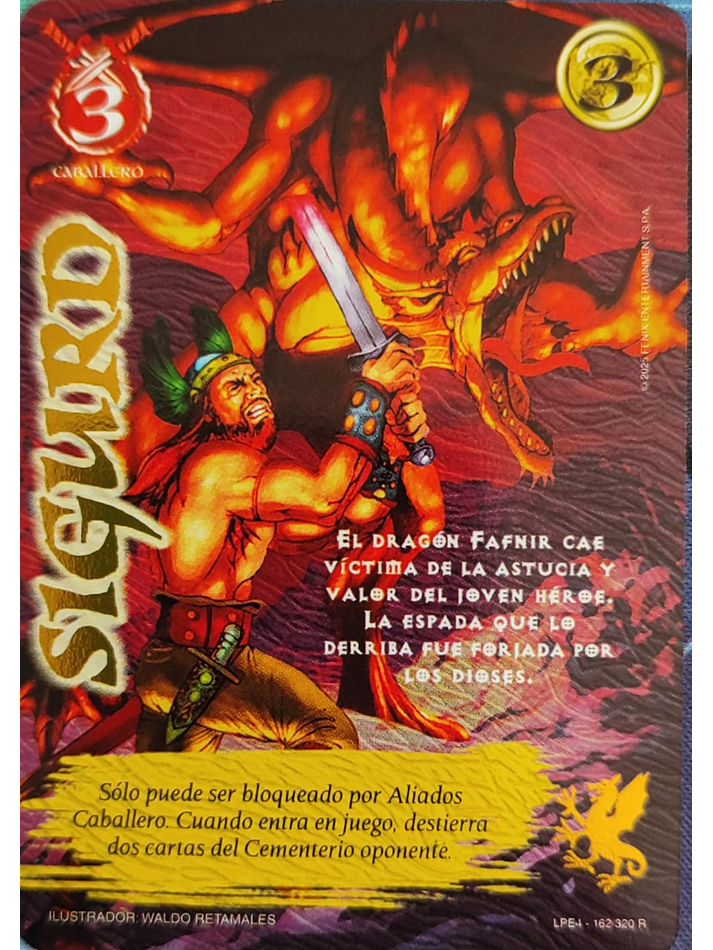 3
CABALLERO
3
SIGURD
© 2025 FENIX ENTERTAINMENT S.P.A.
El dragón Fafnir cae
víctima de la astucia y
valor del joven héroe.
La espada que lo
derriba fue forjada por
los dioses.
Sólo puede ser bloqueado por Aliados
Caballero. Cuando entra en juego, destierra
dos cartas del Cementerio oponente.
ILUSTRADOR: WALDO RETAMALES
LPE4 - 162/320 R